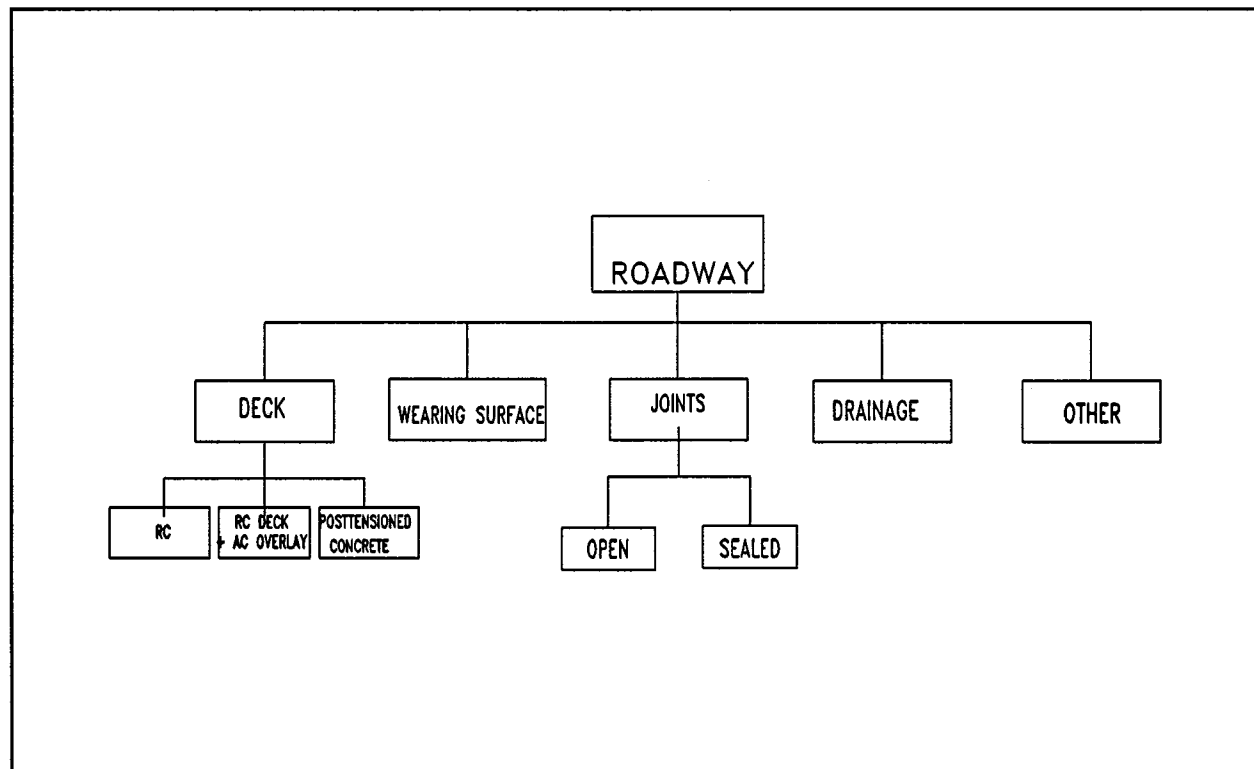 ROADWAY
DECK
WEARING SURFACE
JOINTS
DRAINAGE
OTHER
RC
RC DECK
+ AC OVERLAY
POSTTENSIONED
CONCRETE
OPEN
SEALED